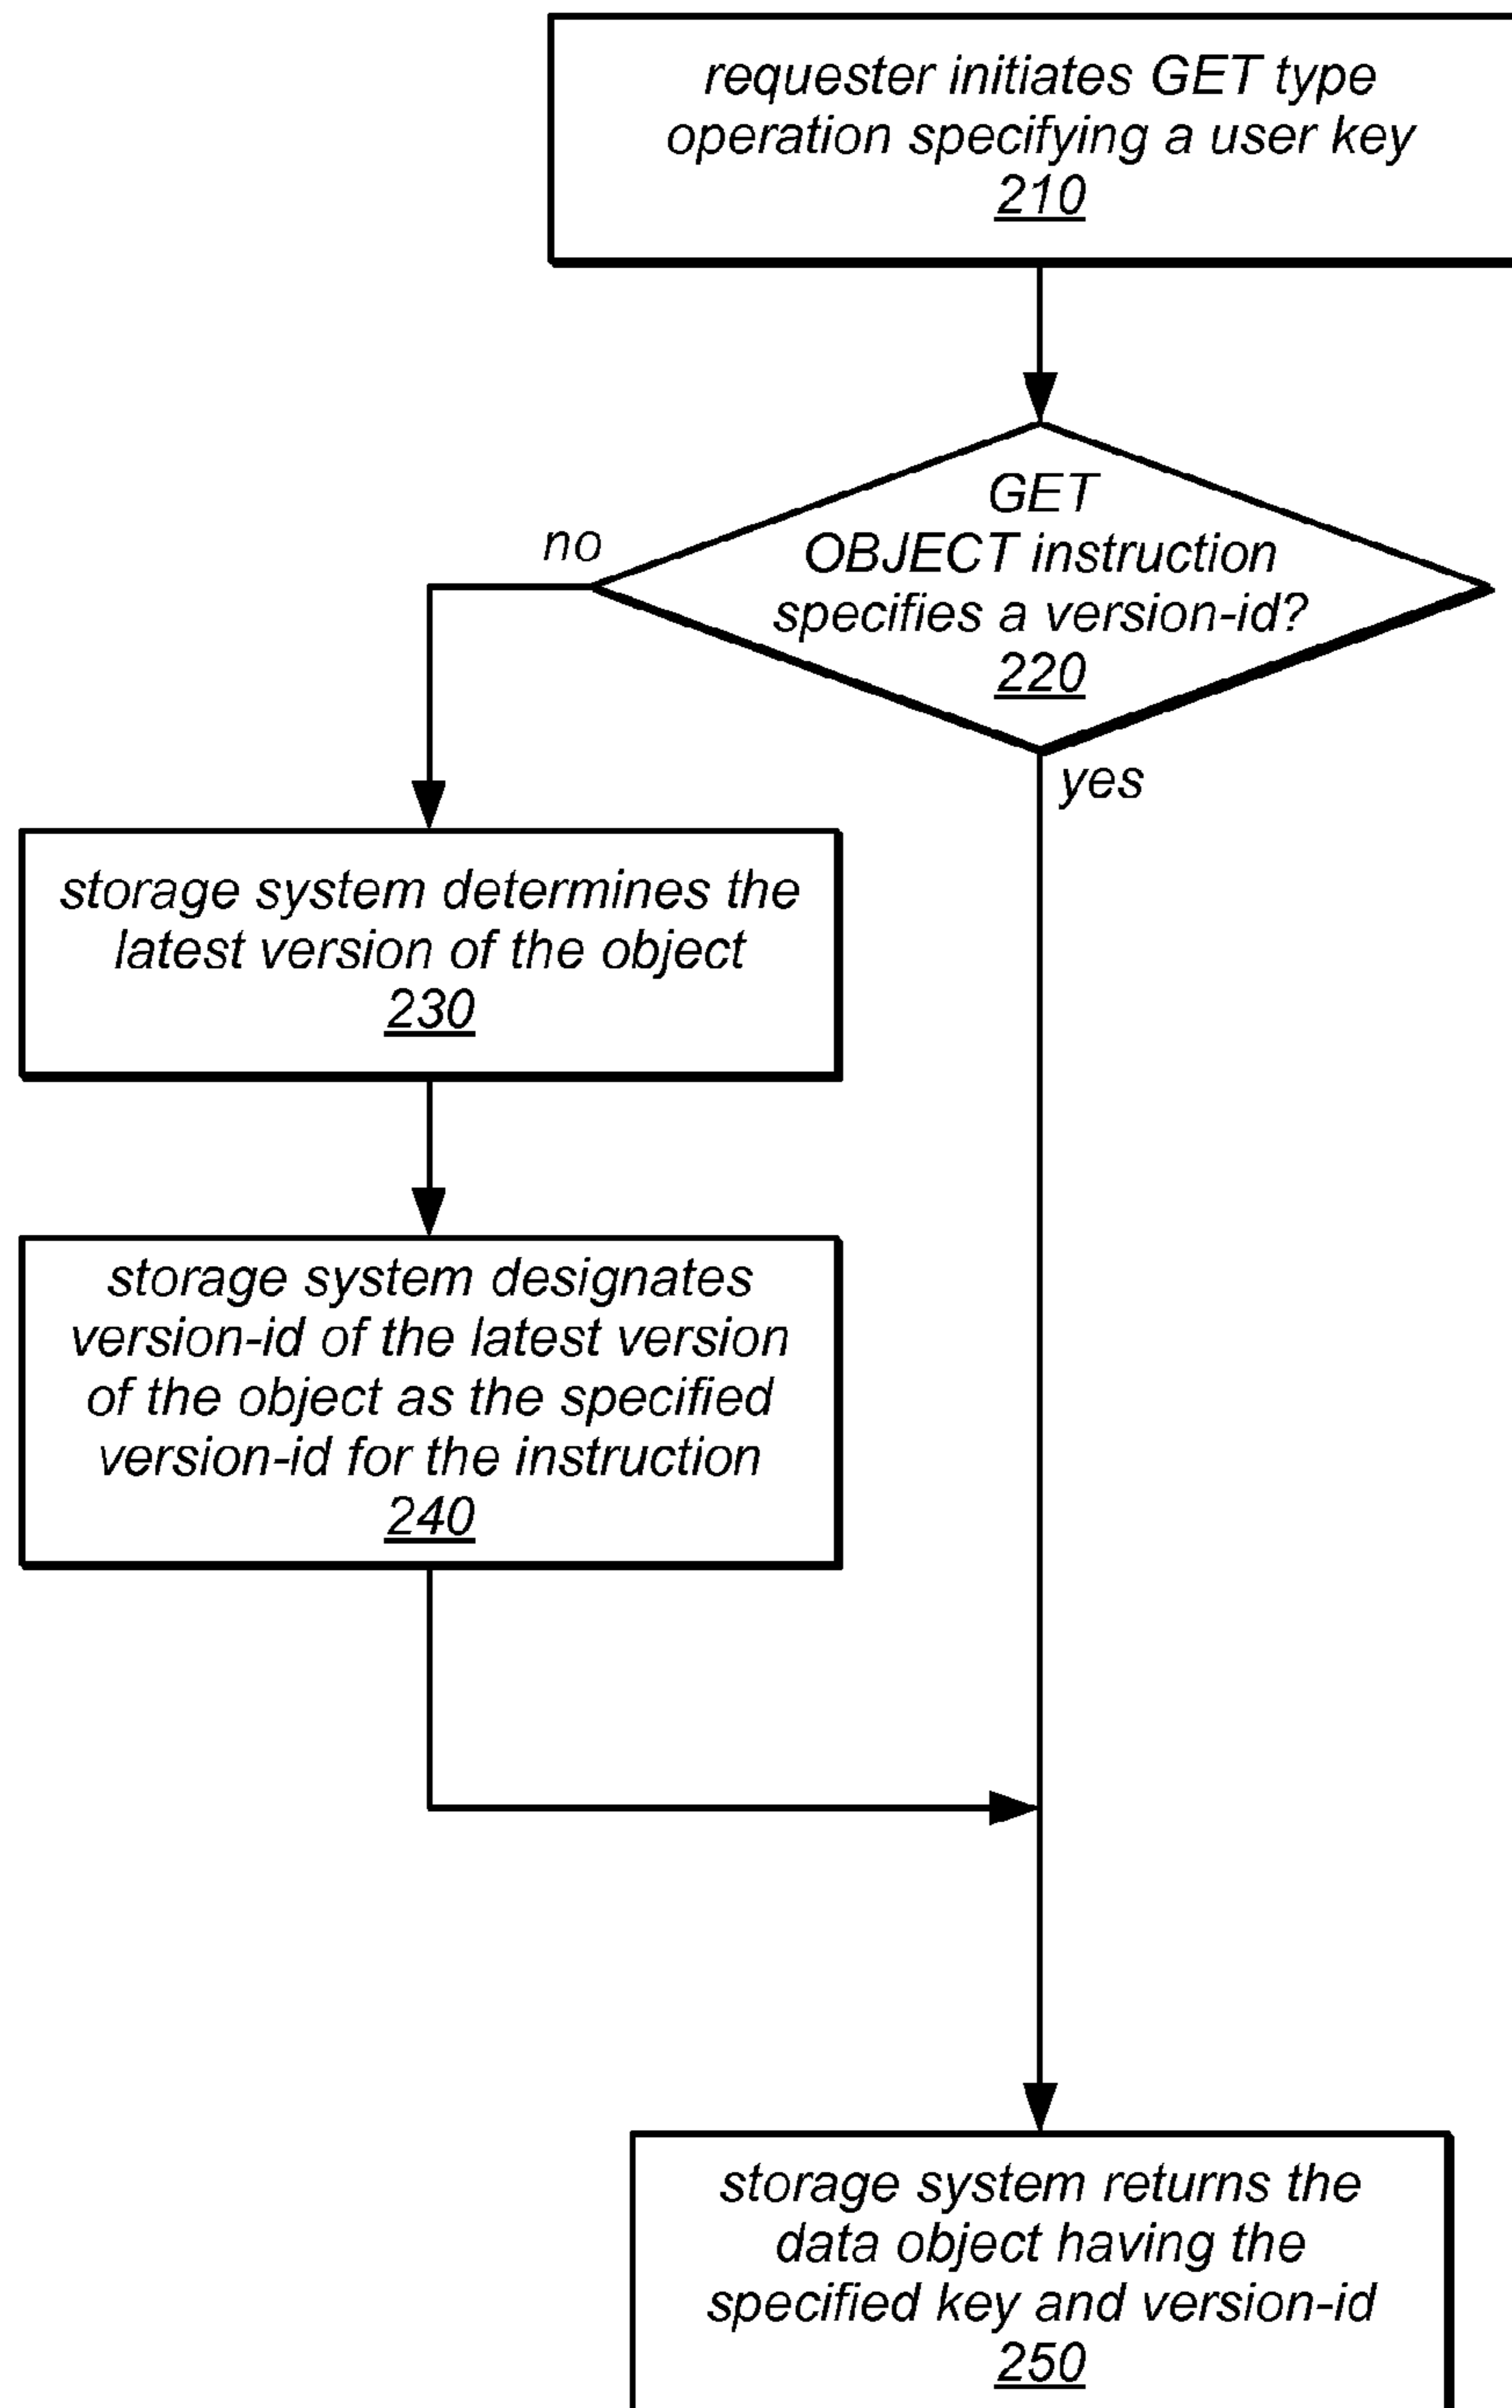 requester initiates GET type
operation specifying a user key
210
GET
OBJECT instruction
specifies a version-id?
220
no
yes
storage system determines the
latest version of the object
230
storage system designates
version-id of the latest version
of the object as the specified
version-id for the instruction
240
storage system returns the
data object having the
specified key and version-id
250